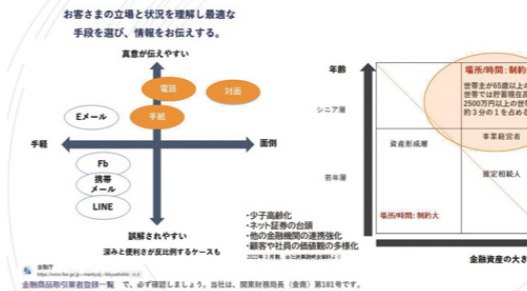 お客さまの立場と状況を理解し最適な
手段を選び、情報をお伝えする。
真意が伝えやすい
電話
対面
Eメール
手紙
手軽
面倒
Fb
携帯
メール
LINE
誤解されやすい
深みと便利さが反比例するケースも
年齢
場所/時間：制約
世帯主が65歳以上の
世帯では貯蓄現在高
2500万円以上の世帯
約３分の１を占める
シニア層
事業経営者
資産形成層
推定相続人
若年層
場所/時間：制約大
・少子高齢化
・ネット証券の台頭
・他の金融機関の連携強化
・顧客や社員の価値観の多様化
金融資産の大き
金融庁
金融商品取引業者登録一覧 で、必ず確認しましょう。当社は、関東財務局長（金商）第181号です。